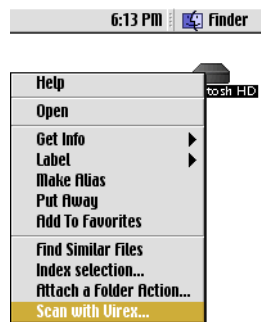 6:13 PM Finder
tosh HD
Help
Open
Get Info
Label
Make Alias
Put Away
Add To Favorites
Find Similar Files
Index selection...
Attach a Folder Action...
Scan with Virex...